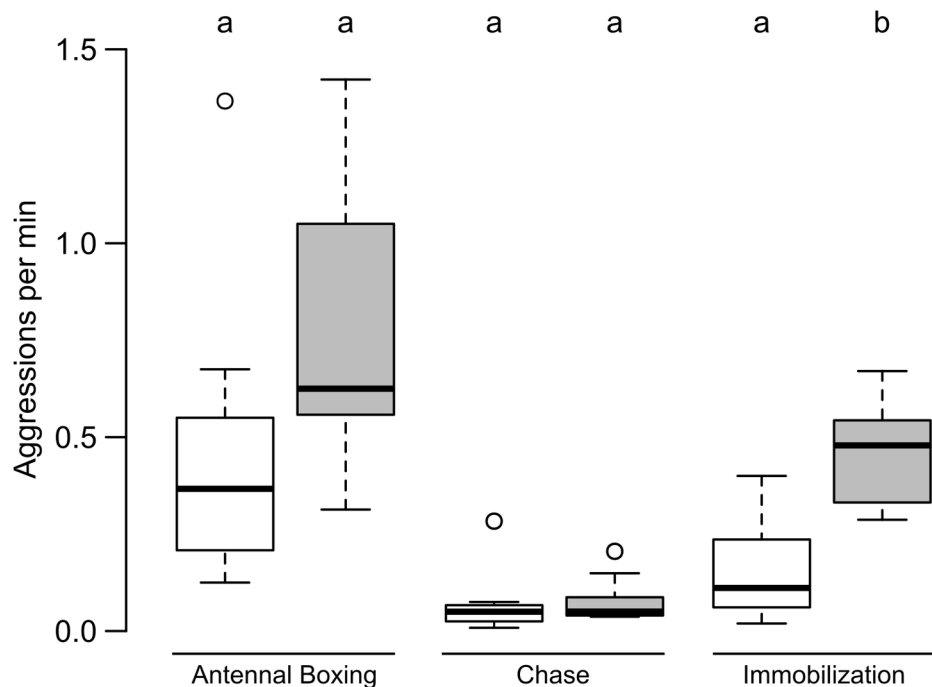 a a a a a b
1.5
1.0
0.5
0.0
Aggressions per min
Antennal Boxing Chase Immobilization